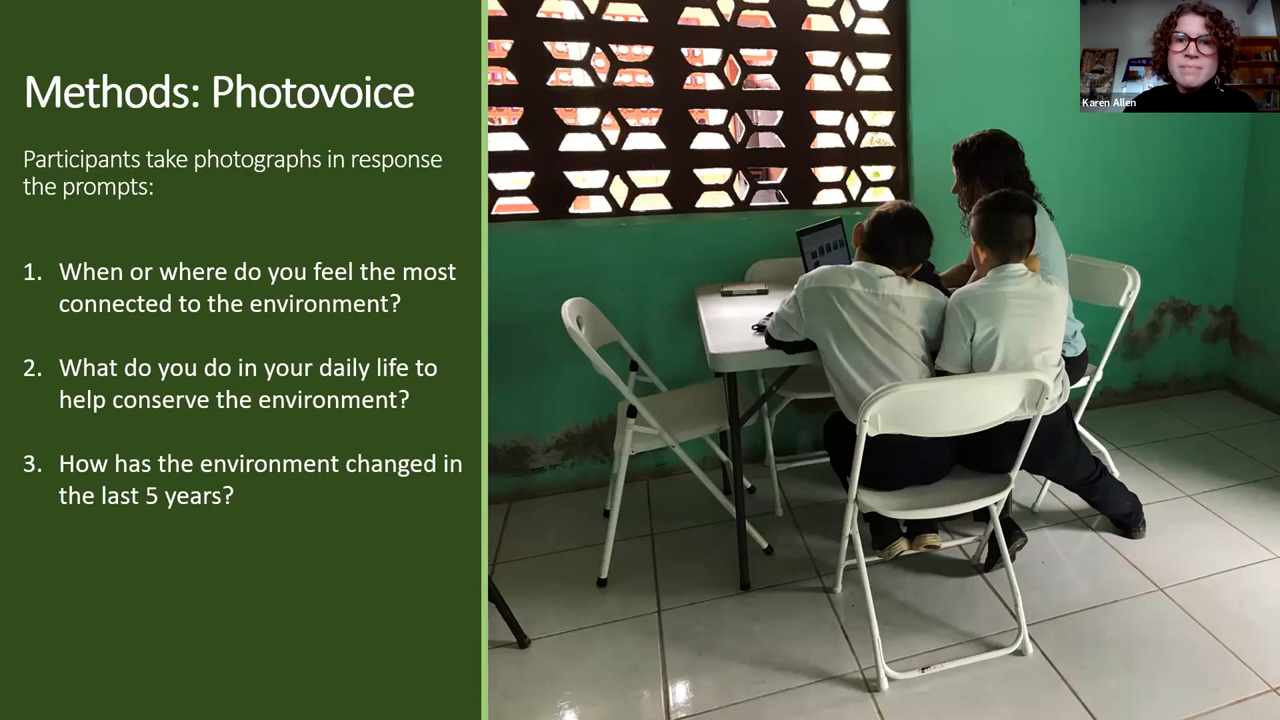 Methods: Photovoice
Participants take photographs in response
the prompts:
1. When or where do you feel the most
connected to the environment?
2. What do you do in your daily life to
help conserve the environment?
3. How has the environment changed in
the last 5 years?
Karen Allen